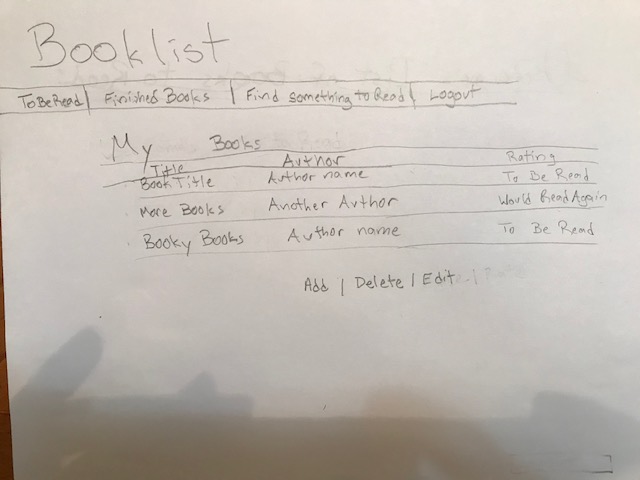 Booklist
To Be Read | Finished Books | Find something to Read | Logout
My Books
Title Author Rating
Book Title Author name To Be Read
More Books Another Author Would Read Again
Booky Books Author name To Be Read
Add | Delete | Edit